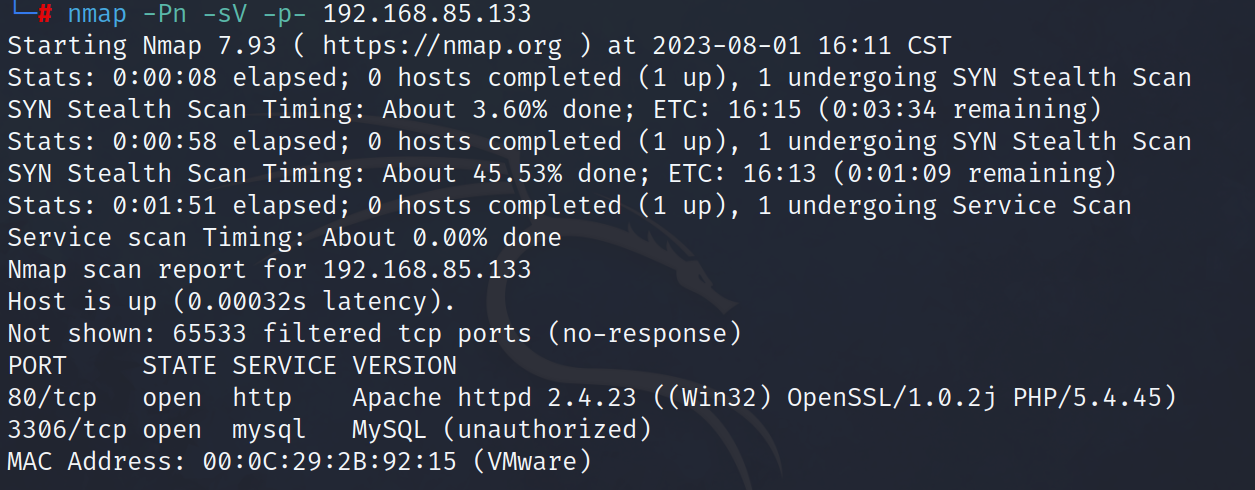 └─# nmap -Pn -sV -p- 192.168.85.133
Starting Nmap 7.93 ( https://nmap.org ) at 2023-08-01 16:11 CST
Stats: 0:00:08 elapsed; 0 hosts completed (1 up), 1 undergoing SYN Stealth Scan
SYN Stealth Scan Timing: About 3.60% done; ETC: 16:15 (0:03:34 remaining)
Stats: 0:00:58 elapsed; 0 hosts completed (1 up), 1 undergoing SYN Stealth Scan
SYN Stealth Scan Timing: About 45.53% done; ETC: 16:13 (0:01:09 remaining)
Stats: 0:01:51 elapsed; 0 hosts completed (1 up), 1 undergoing Service Scan
Service scan Timing: About 0.00% done
Nmap scan report for 192.168.85.133
Host is up (0.00032s latency).
Not shown: 65533 filtered tcp ports (no-response)
PORT     STATE SERVICE VERSION
80/tcp   open  http    Apache httpd 2.4.23 ((Win32) OpenSSL/1.0.2j PHP/5.4.45)
3306/tcp open  mysql   MySQL (unauthorized)
MAC Address: 00:0C:29:2B:92:15 (VMware)